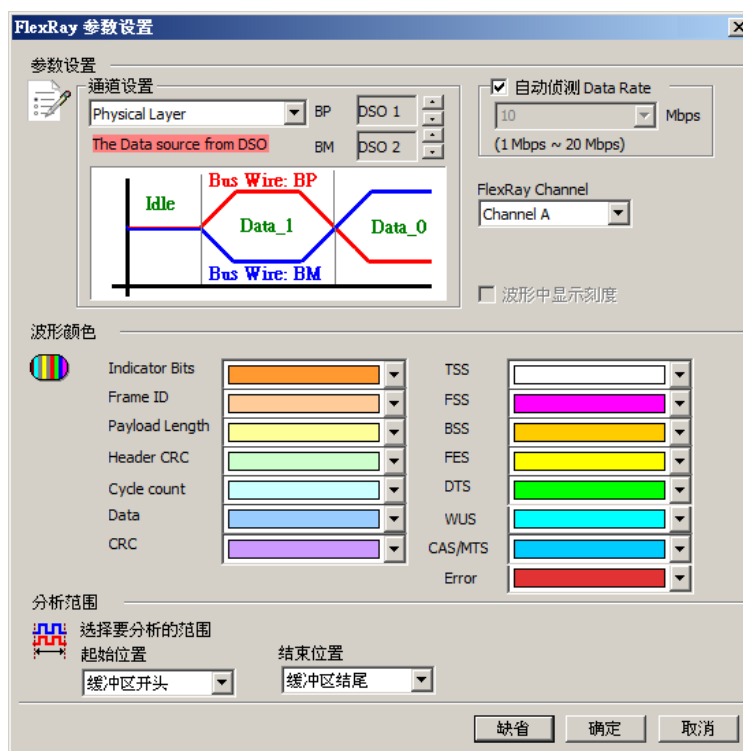 FlexRay 参数设置
参数设置
通道设置
Physical Layer
BP
DSO 1
The Data source from DSO
BM
DSO 2
Bus Wire: BP
Idle
Data_1
Data_0
Bus Wire: BM
自动侦测 Data Rate
10
Mbps
(1 Mbps ~ 20 Mbps)
FlexRay Channel
Channel A
波形中显示刻度
波形颜色
Indicator Bits
Frame ID
Payload Length
Header CRC
Cycle count
Data
CRC
TSS
FSS
BSS
FES
DTS
WUS
CAS/MTS
Error
分析范围
选择要分析的范围
起始位置
结束位置
缓冲区开头
缓冲区结尾
缺省
确定
取消